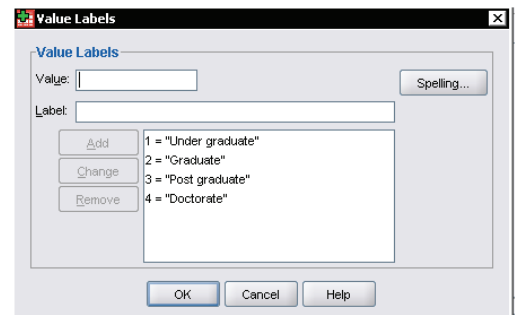 Value Labels
Value Labels
Value:
Spelling...
Label:
Add
1 = "Under graduate"
2 = "Graduate"
Change
3 = "Post graduate"
Remove
4 = "Doctorate"
OK Cancel Help